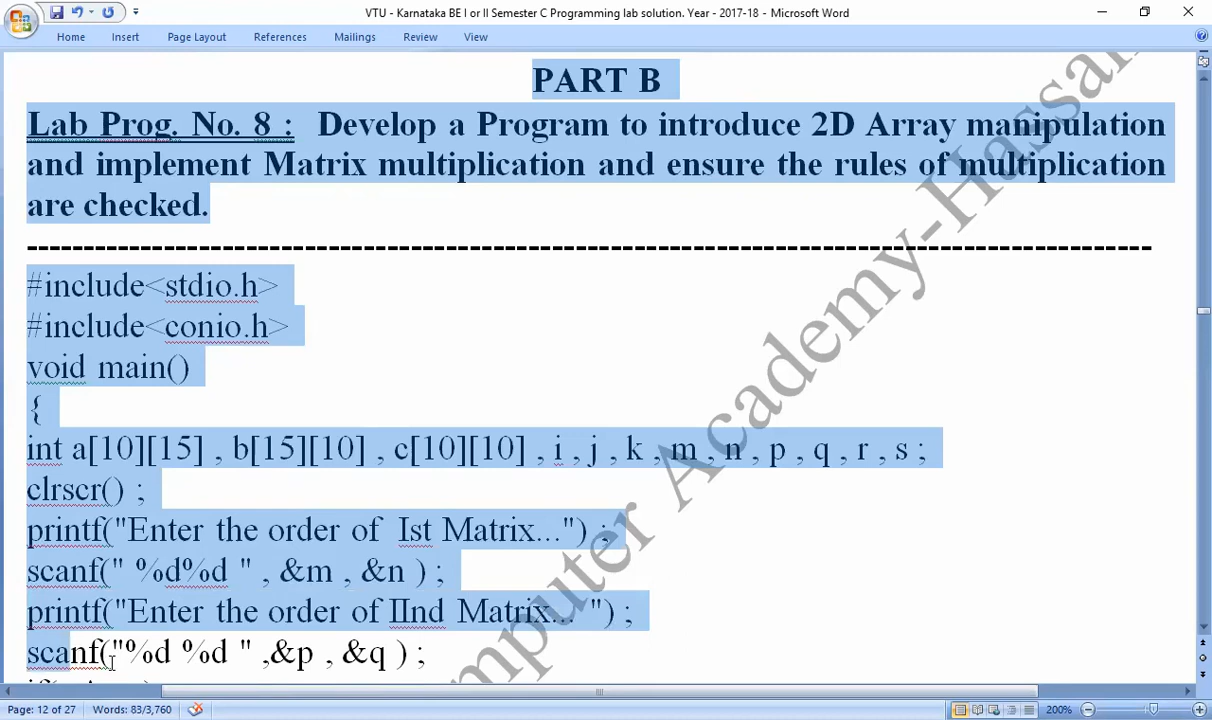 VTU - Karnataka BE I or II Semester C Programming lab solution. Year - 2017-18 - Microsoft Word
Home Insert Page Layout References Mailings Review View
PART B
Lab Prog. No. 8 : Develop a Program to introduce 2D Array manipulation
and implement Matrix multiplication and ensure the rules of multiplication
are checked.
------------------------------------------------------------------------------------
#include<stdio.h>
#include<conio.h>
void main()
{
int a[10][15] , b[15][10] , c[10][10] , i , j , k , m , n , p , q , r , s ;
clrscr() ;
printf("Enter the order of Ist Matrix...") ;
scanf(" %d%d " , &m , &n ) ;
printf("Enter the order of IInd Matrix... ") ;
scanf("%d %d " ,&p , &q ) ;
mputer Academy-Hassan
Page: 12 of 27 Words: 83/3,760 200%